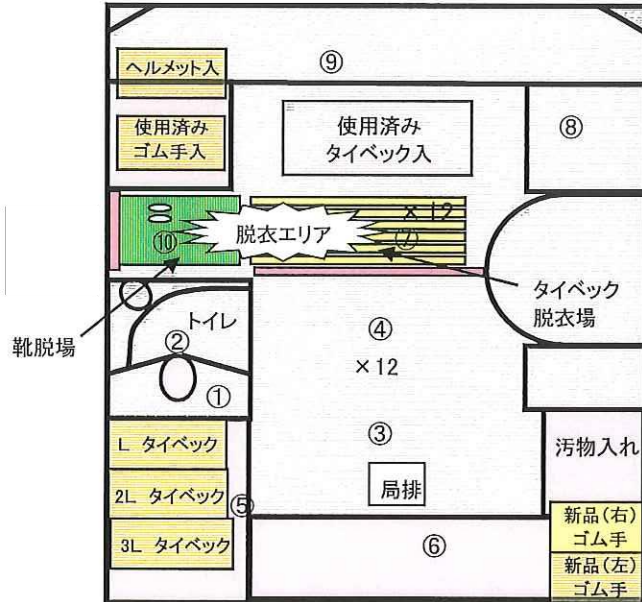 ⑨
ヘルメット入
使用済み
ゴム手入
使用済み
タイベック入
⑧
×12
脱衣エリア
⑩
⑦
タイベック
脱衣場
靴脱場
トイレ
②
①
④
×12
③
局排
L タイベック
2L タイベック
3L タイベック
⑤
⑥
汚物入れ
新品(右)
ゴム手
新品(左)
ゴム手